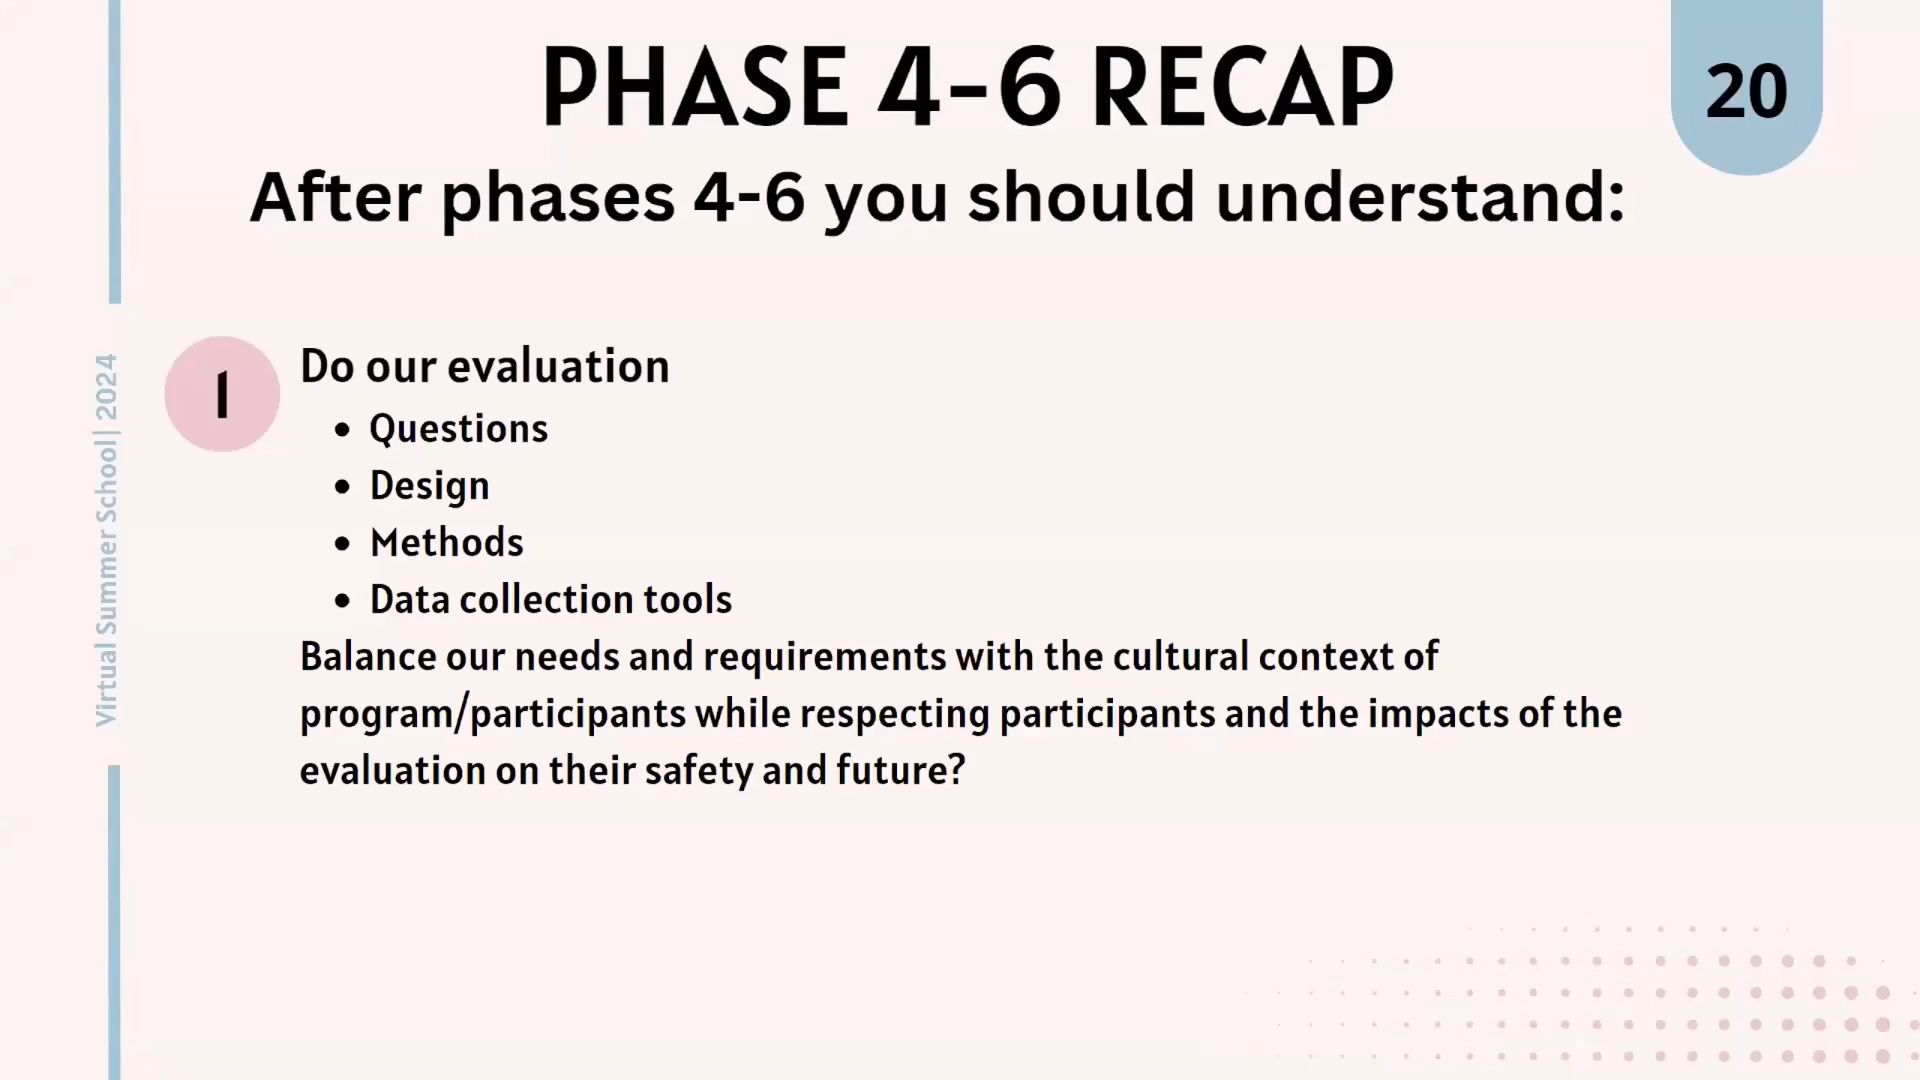 PHASE 4-6 RECAP
20
After phases 4-6 you should understand:
Virtual Summer School| 2024
1
Do our evaluation
• Questions
• Design
• Methods
• Data collection tools
Balance our needs and requirements with the cultural context of
program/participants while respecting participants and the impacts of the
evaluation on their safety and future?